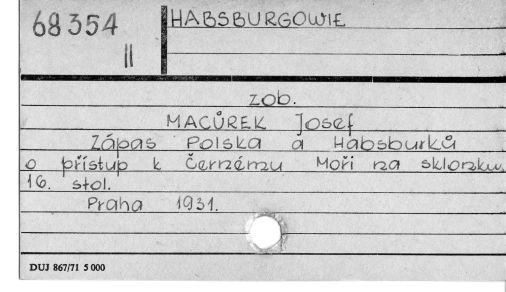 68354
II
HABSBURGOWIE
zob.
MACŮREK Josef
Zápas Polska a Habsburků
o přístup k Černému Moři na sklonku
16. stol.
Praha 1931.
DUJ 867/71 5 000